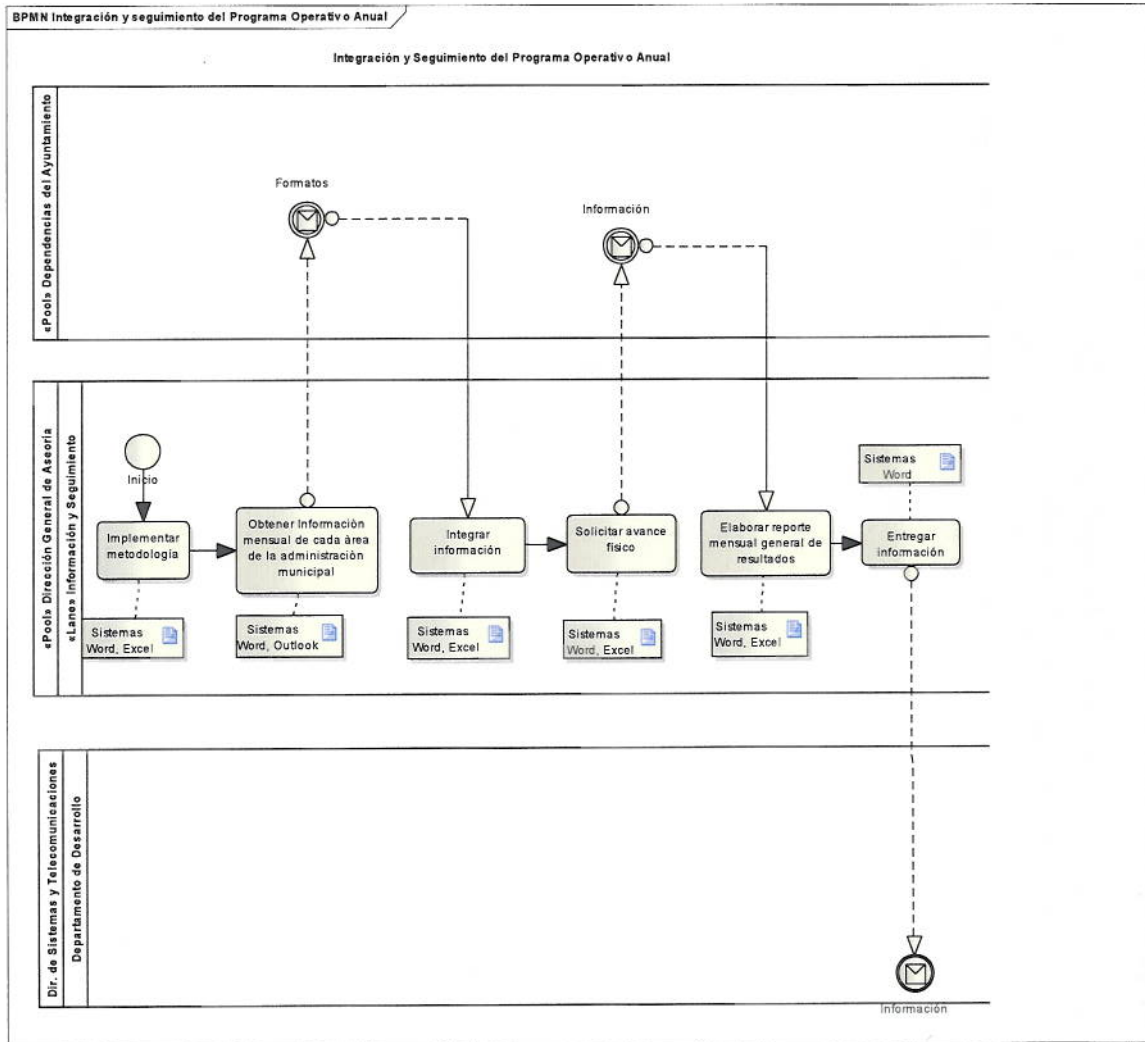 BPMN Integración y seguimiento del Programa Operativo Anual
Integración y Seguimiento del Programa Operativo Anual
«Pool» Dependencias del Ayuntamiento
Formatos
Información
«Pool» Dirección General de Asesoría
«Lane» Información y Seguimiento
Inicio
Implementar
metodología
Obtener Informaciòn
mensual de cada àrea
de la administraciòn
municipal
Integrar
información
Solicitar avance
físico
Elaborar reporte
mensual general de
resultados
Entregar
información
Sistemas
Word
Sistemas
Word, Excel
Sistemas
Word, Outlook
Sistemas
Word, Excel
Sistemas
Word, Excel
Sistemas
Word, Excel
Dir. de Sistemas y Telecomunicaciones
Departamento de Desarrollo
Información